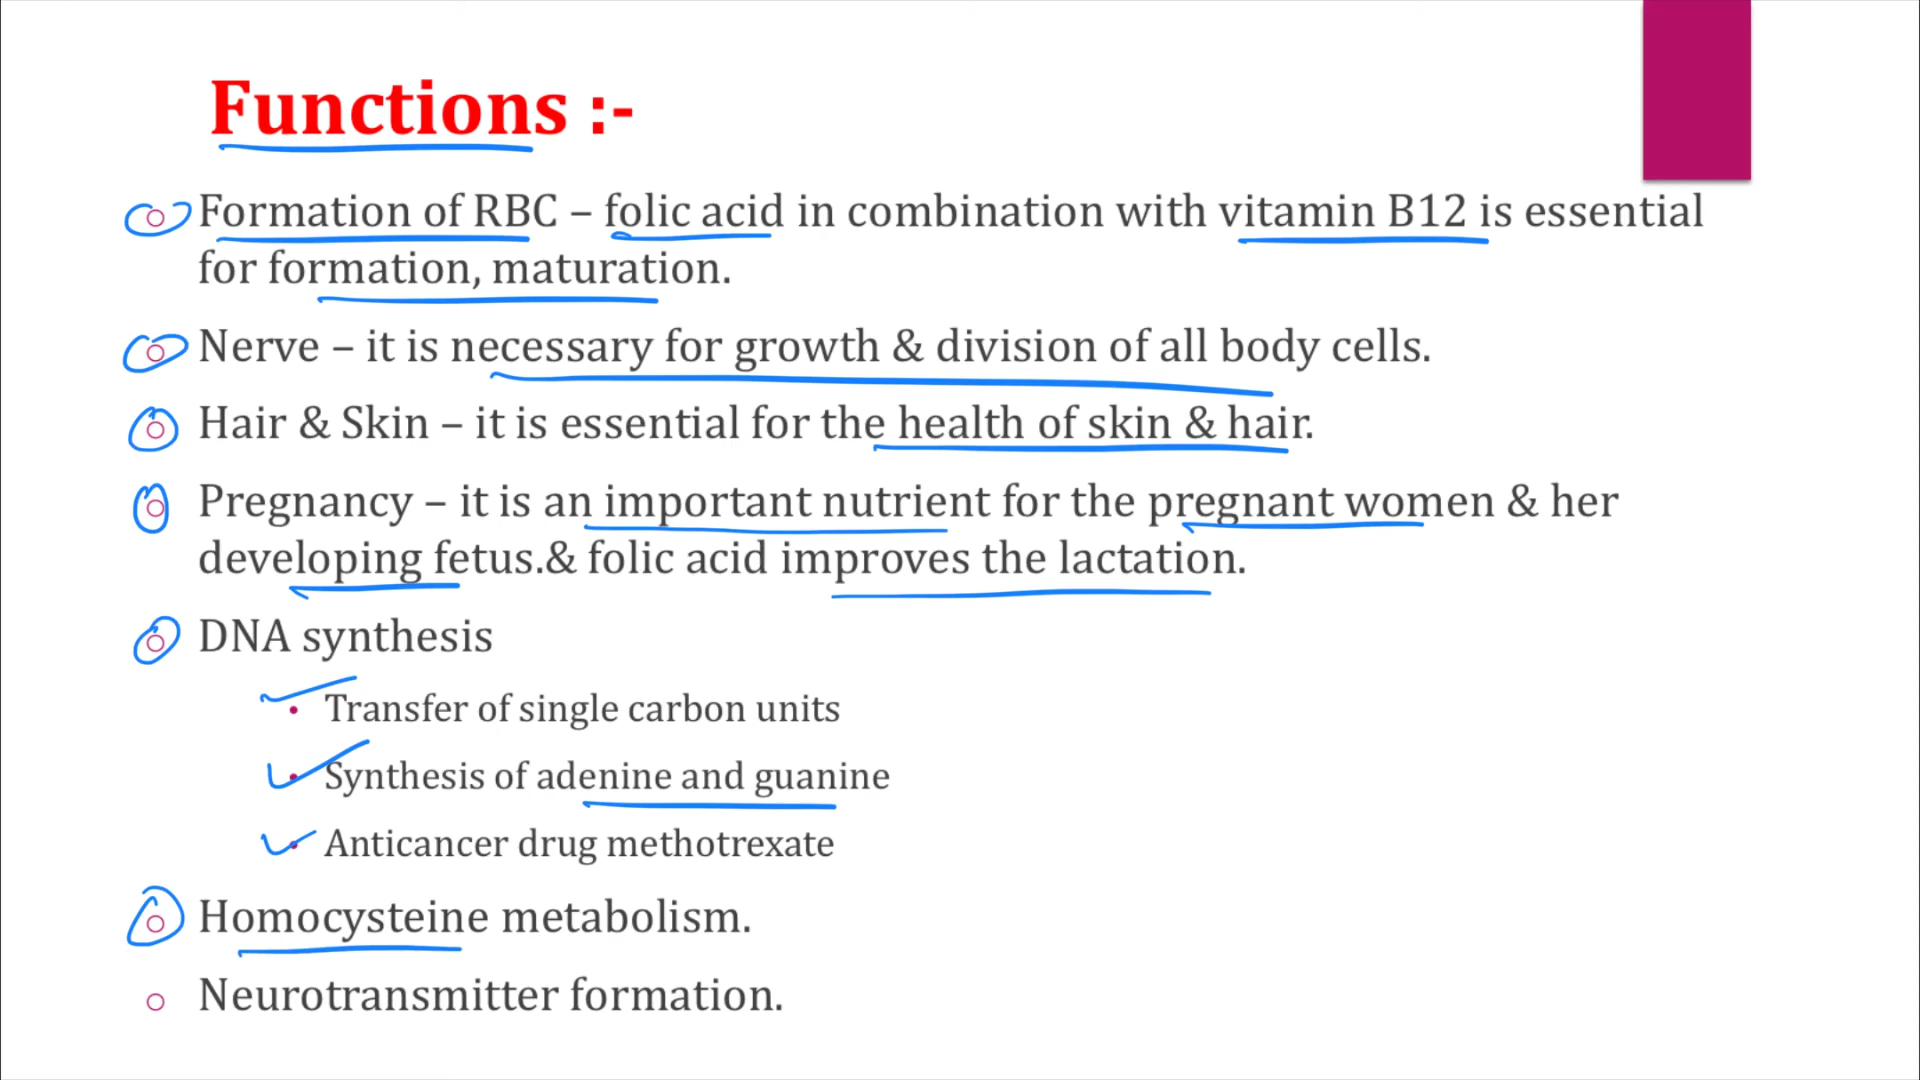 Functions :-
Formation of RBC – folic acid in combination with vitamin B12 is essential
for formation, maturation.
Nerve – it is necessary for growth & division of all body cells.
Hair & Skin – it is essential for the health of skin & hair.
Pregnancy – it is an important nutrient for the pregnant women & her
developing fetus.& folic acid improves the lactation.
DNA synthesis
Transfer of single carbon units
Synthesis of adenine and guanine
Anticancer drug methotrexate
Homocysteine metabolism.
Neurotransmitter formation.